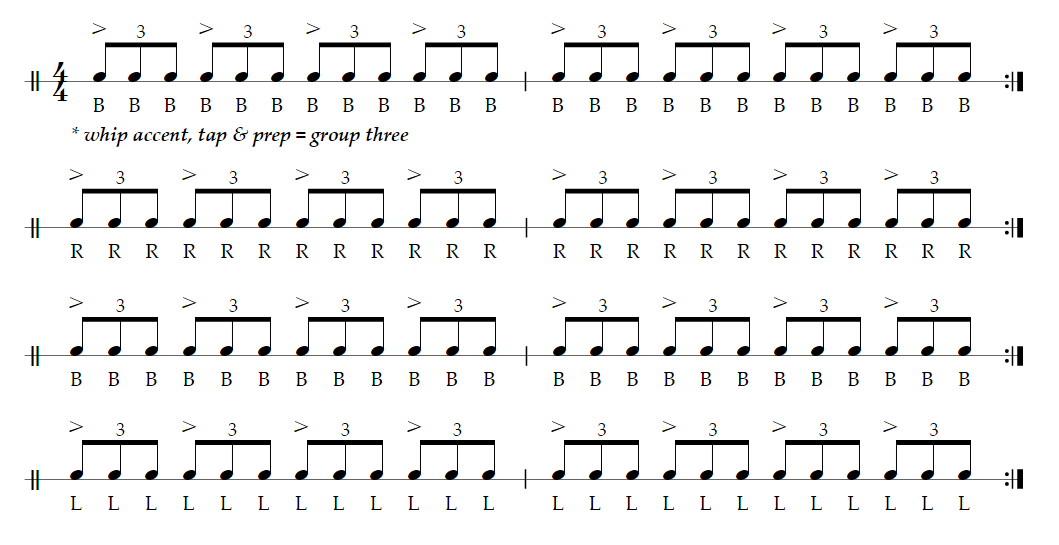 > 3 > 3 > 3 > 3 > 3 > 3 > 3 > 3
4/4
B B B B B B B B B B B B B B B B B B B B B B B B
* whip accent, tap & prep = group three
> 3 > 3 > 3 > 3 > 3 > 3 > 3 > 3
R R R R R R R R R R R R R R R R R R R R R R R R
> 3 > 3 > 3 > 3 > 3 > 3 > 3 > 3
B B B B B B B B B B B B B B B B B B B B B B B B
> 3 > 3 > 3 > 3 > 3 > 3 > 3 > 3
L L L L L L L L L L L L L L L L L L L L L L L L